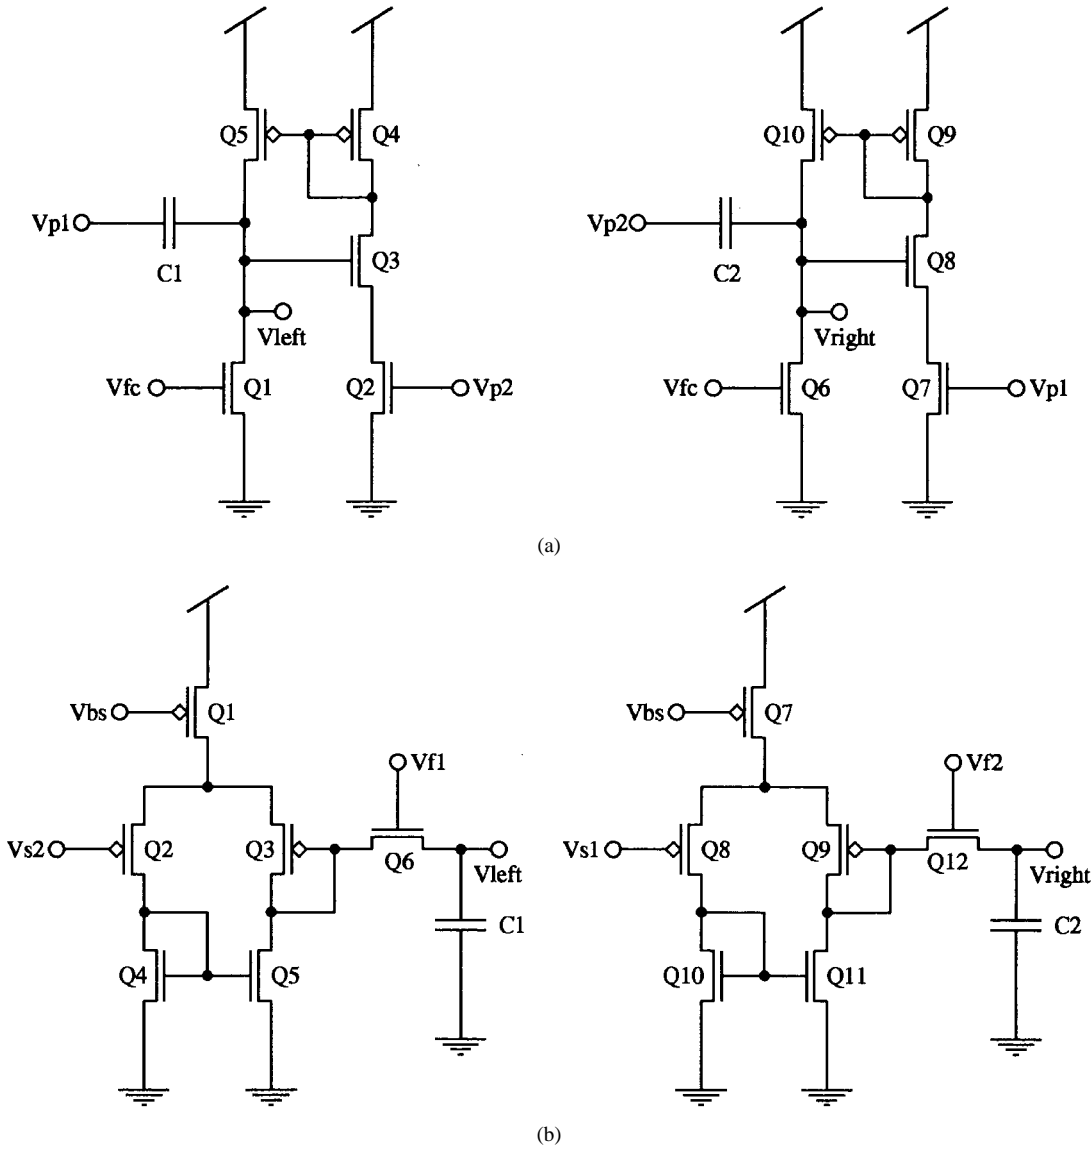 Q5 Q4 Q10 Q9
Vp1 Vp2
C1 Q3 C2 Q8
Vleft Vright
Vfc Q1 Q2 Vp2 Vfc Q6 Q7 Vp1
(a)
Vbs Q1 Vbs Q7
Vf1 Vf2
Vs2 Q2 Q3 Q6 Vleft Vs1 Q8 Q9 Q12 Vright
C1 C2
Q4 Q5 Q10 Q11
(b)